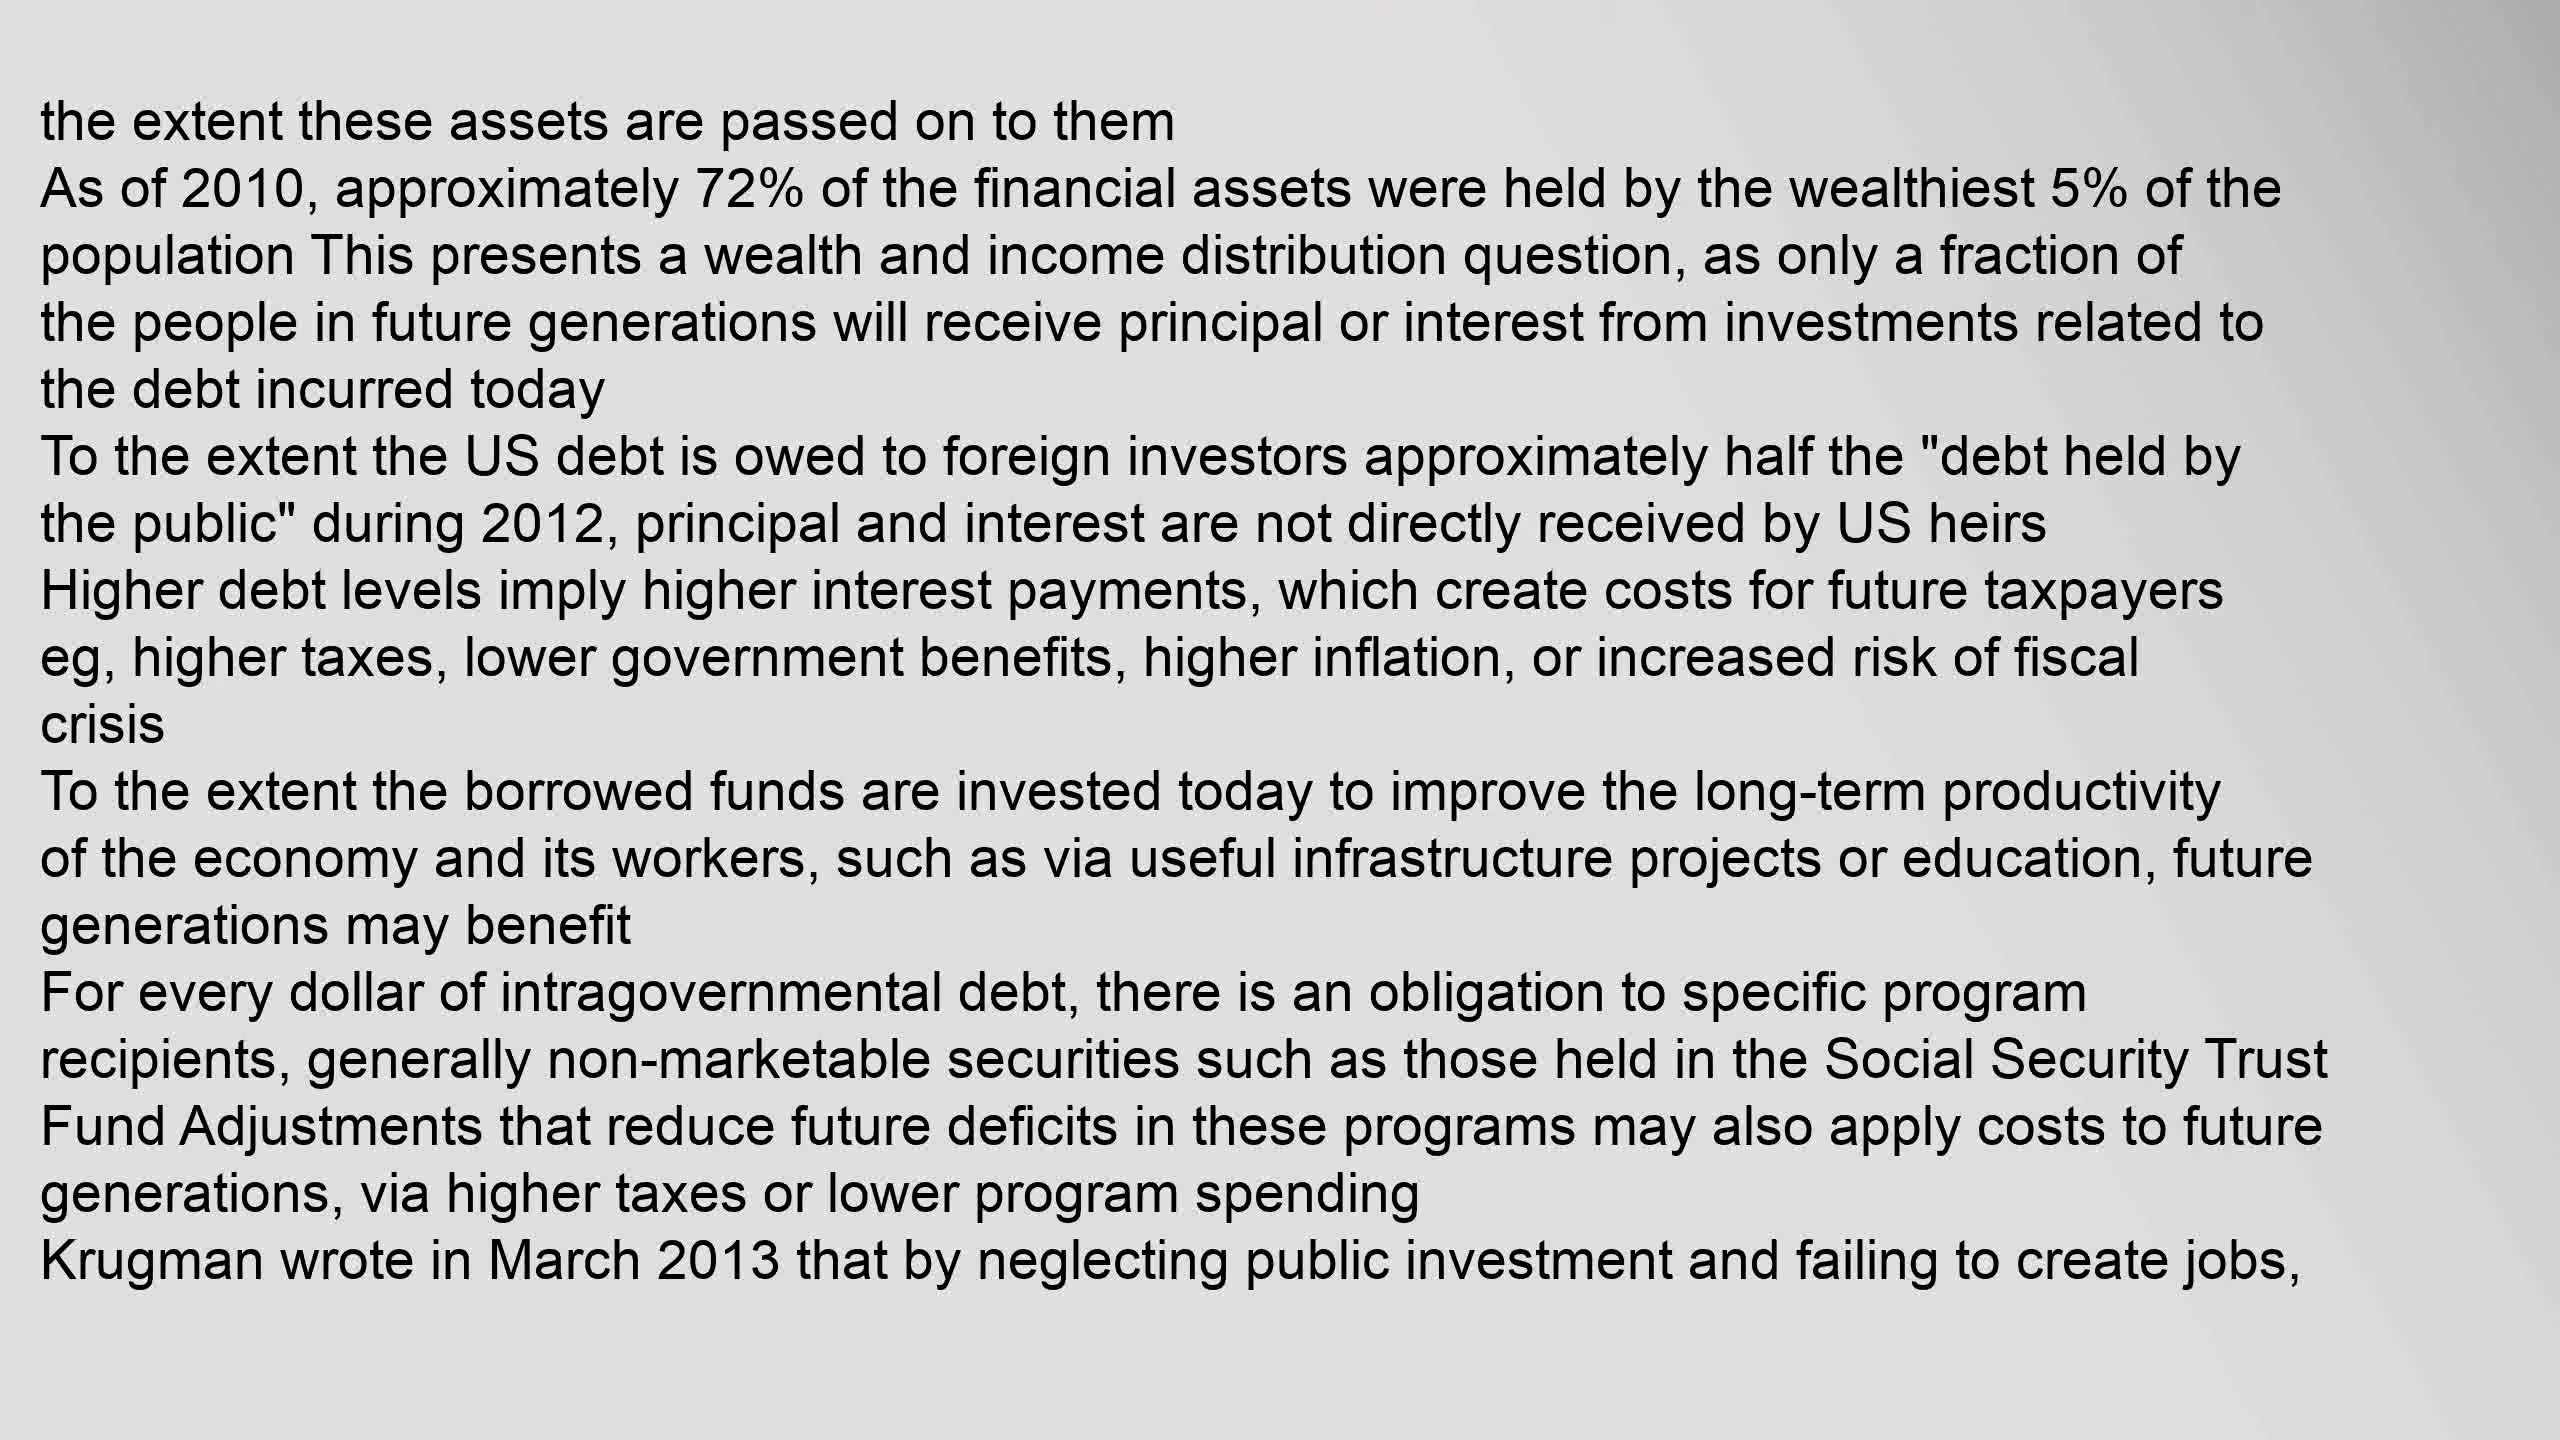 the extent these assets are passed on to them
As of 2010, approximately 72% of the financial assets were held by the wealthiest 5% of the
population This presents a wealth and income distribution question, as only a fraction of
the people in future generations will receive principal or interest from investments related to
the debt incurred today
To the extent the US debt is owed to foreign investors approximately half the "debt held by
the public" during 2012, principal and interest are not directly received by US heirs
Higher debt levels imply higher interest payments, which create costs for future taxpayers
eg, higher taxes, lower government benefits, higher inflation, or increased risk of fiscal
crisis
To the extent the borrowed funds are invested today to improve the long-term productivity
of the economy and its workers, such as via useful infrastructure projects or education, future
generations may benefit
For every dollar of intragovernmental debt, there is an obligation to specific program
recipients, generally non-marketable securities such as those held in the Social Security Trust
Fund Adjustments that reduce future deficits in these programs may also apply costs to future
generations, via higher taxes or lower program spending
Krugman wrote in March 2013 that by neglecting public investment and failing to create jobs,